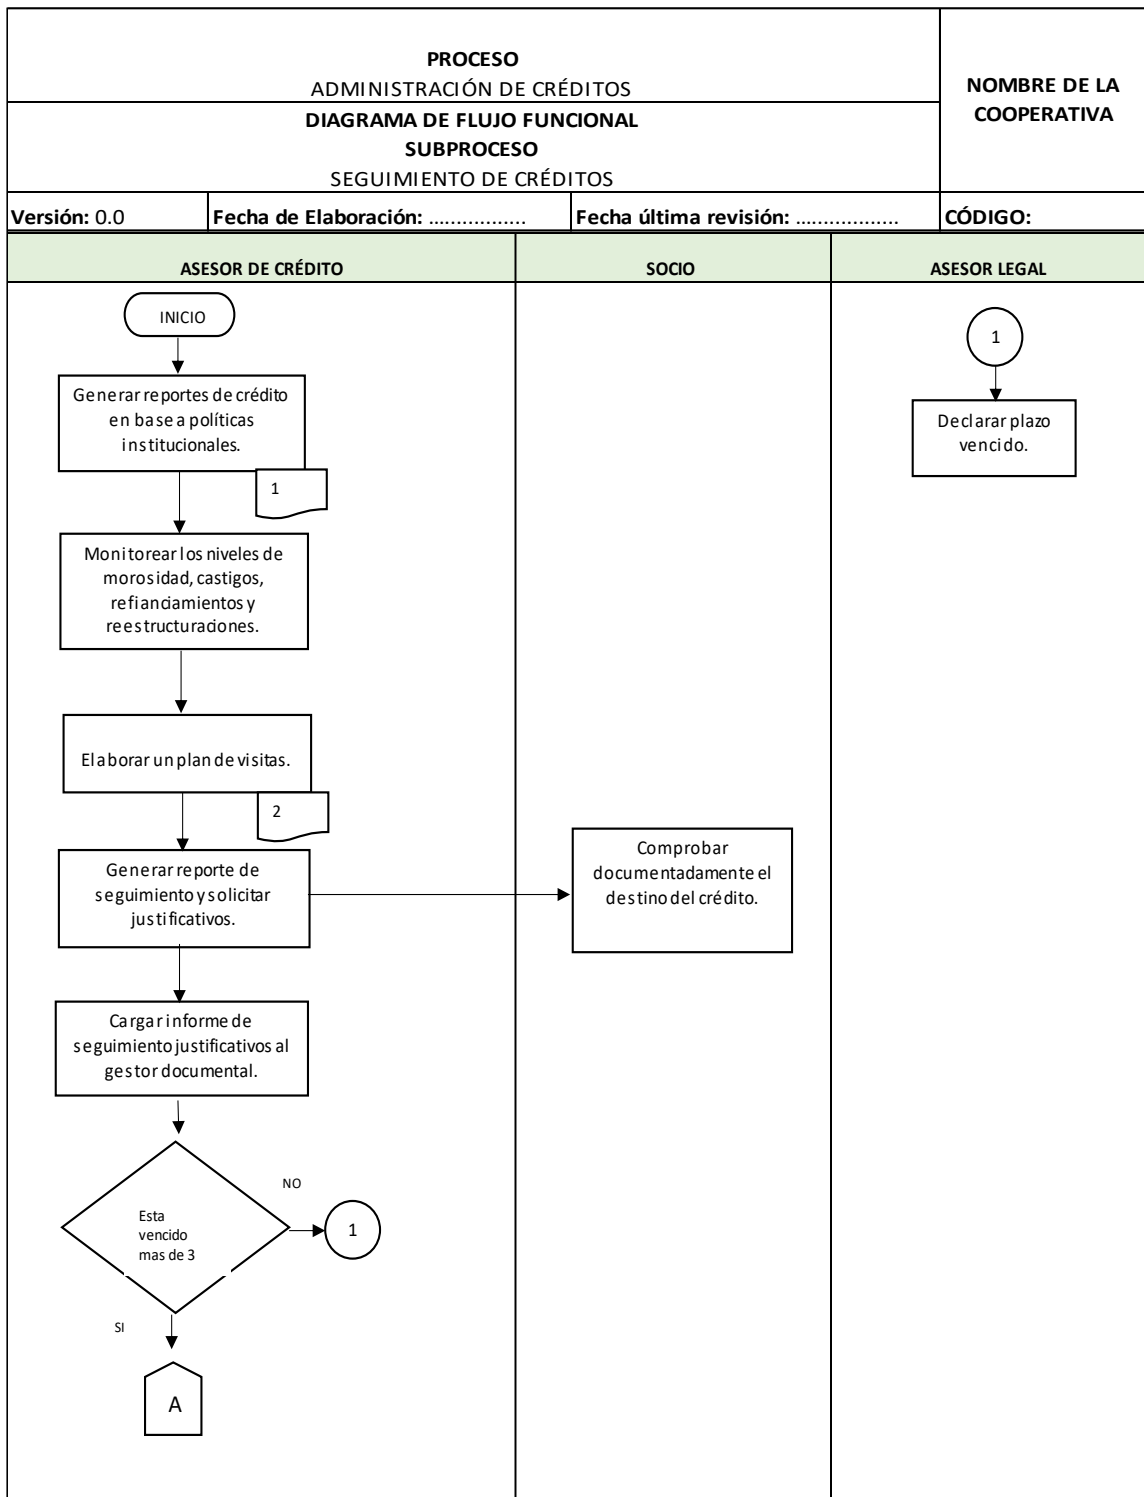 PROCESO
ADMINISTRACIÓN DE CRÉDITOS
NOMBRE DE LA
COOPERATIVA
DIAGRAMA DE FLUJO FUNCIONAL
SUBPROCESO
SEGUIMIENTO DE CRÉDITOS
Versión: 0.0
Fecha de Elaboración: ..................
Fecha última revisión: ...................
CÓDIGO:
ASESOR DE CRÉDITO
SOCIO
ASESOR LEGAL
INICIO
Generar reportes de crédito
en base a políticas
institucionales.
1
Monitorear los niveles de
morosidad, castigos,
refianciamientos y
reestructuraciones.
Elaborar un plan de visitas.
2
Generar reporte de
seguimiento y solicitar
justificativos.
Cargar informe de
seguimiento justificativos al
gestor documental.
Esta
vencido
mas de 3
NO
1
SI
A
Comprobar
documentadamente el
destino del crédito.
1
Declarar plazo
vencido.